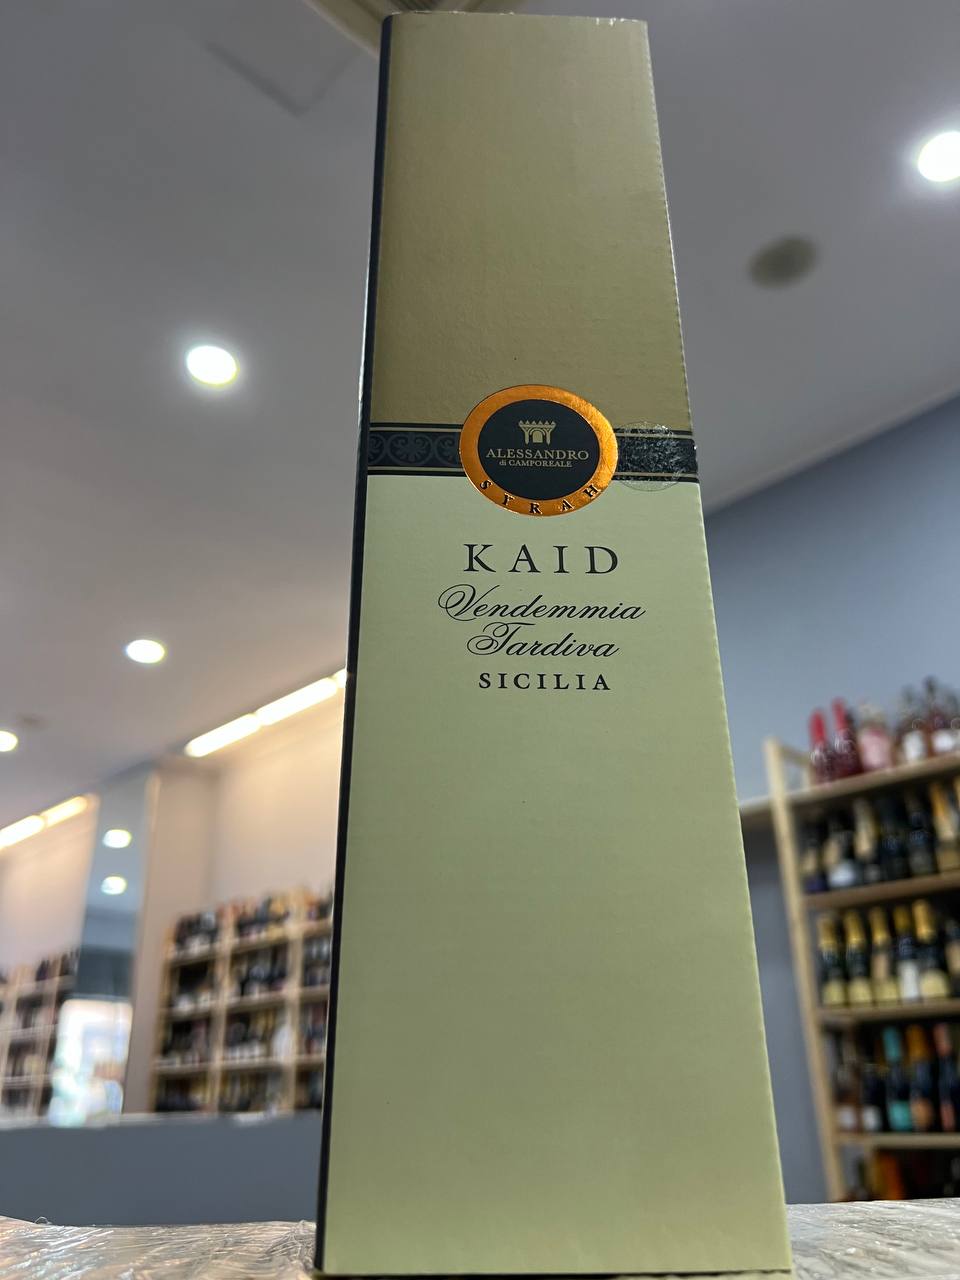 ALESSANDRO
di CAMPOREALE
SYRAH
KAID
Vendemmia
Tardiva
SICILIA